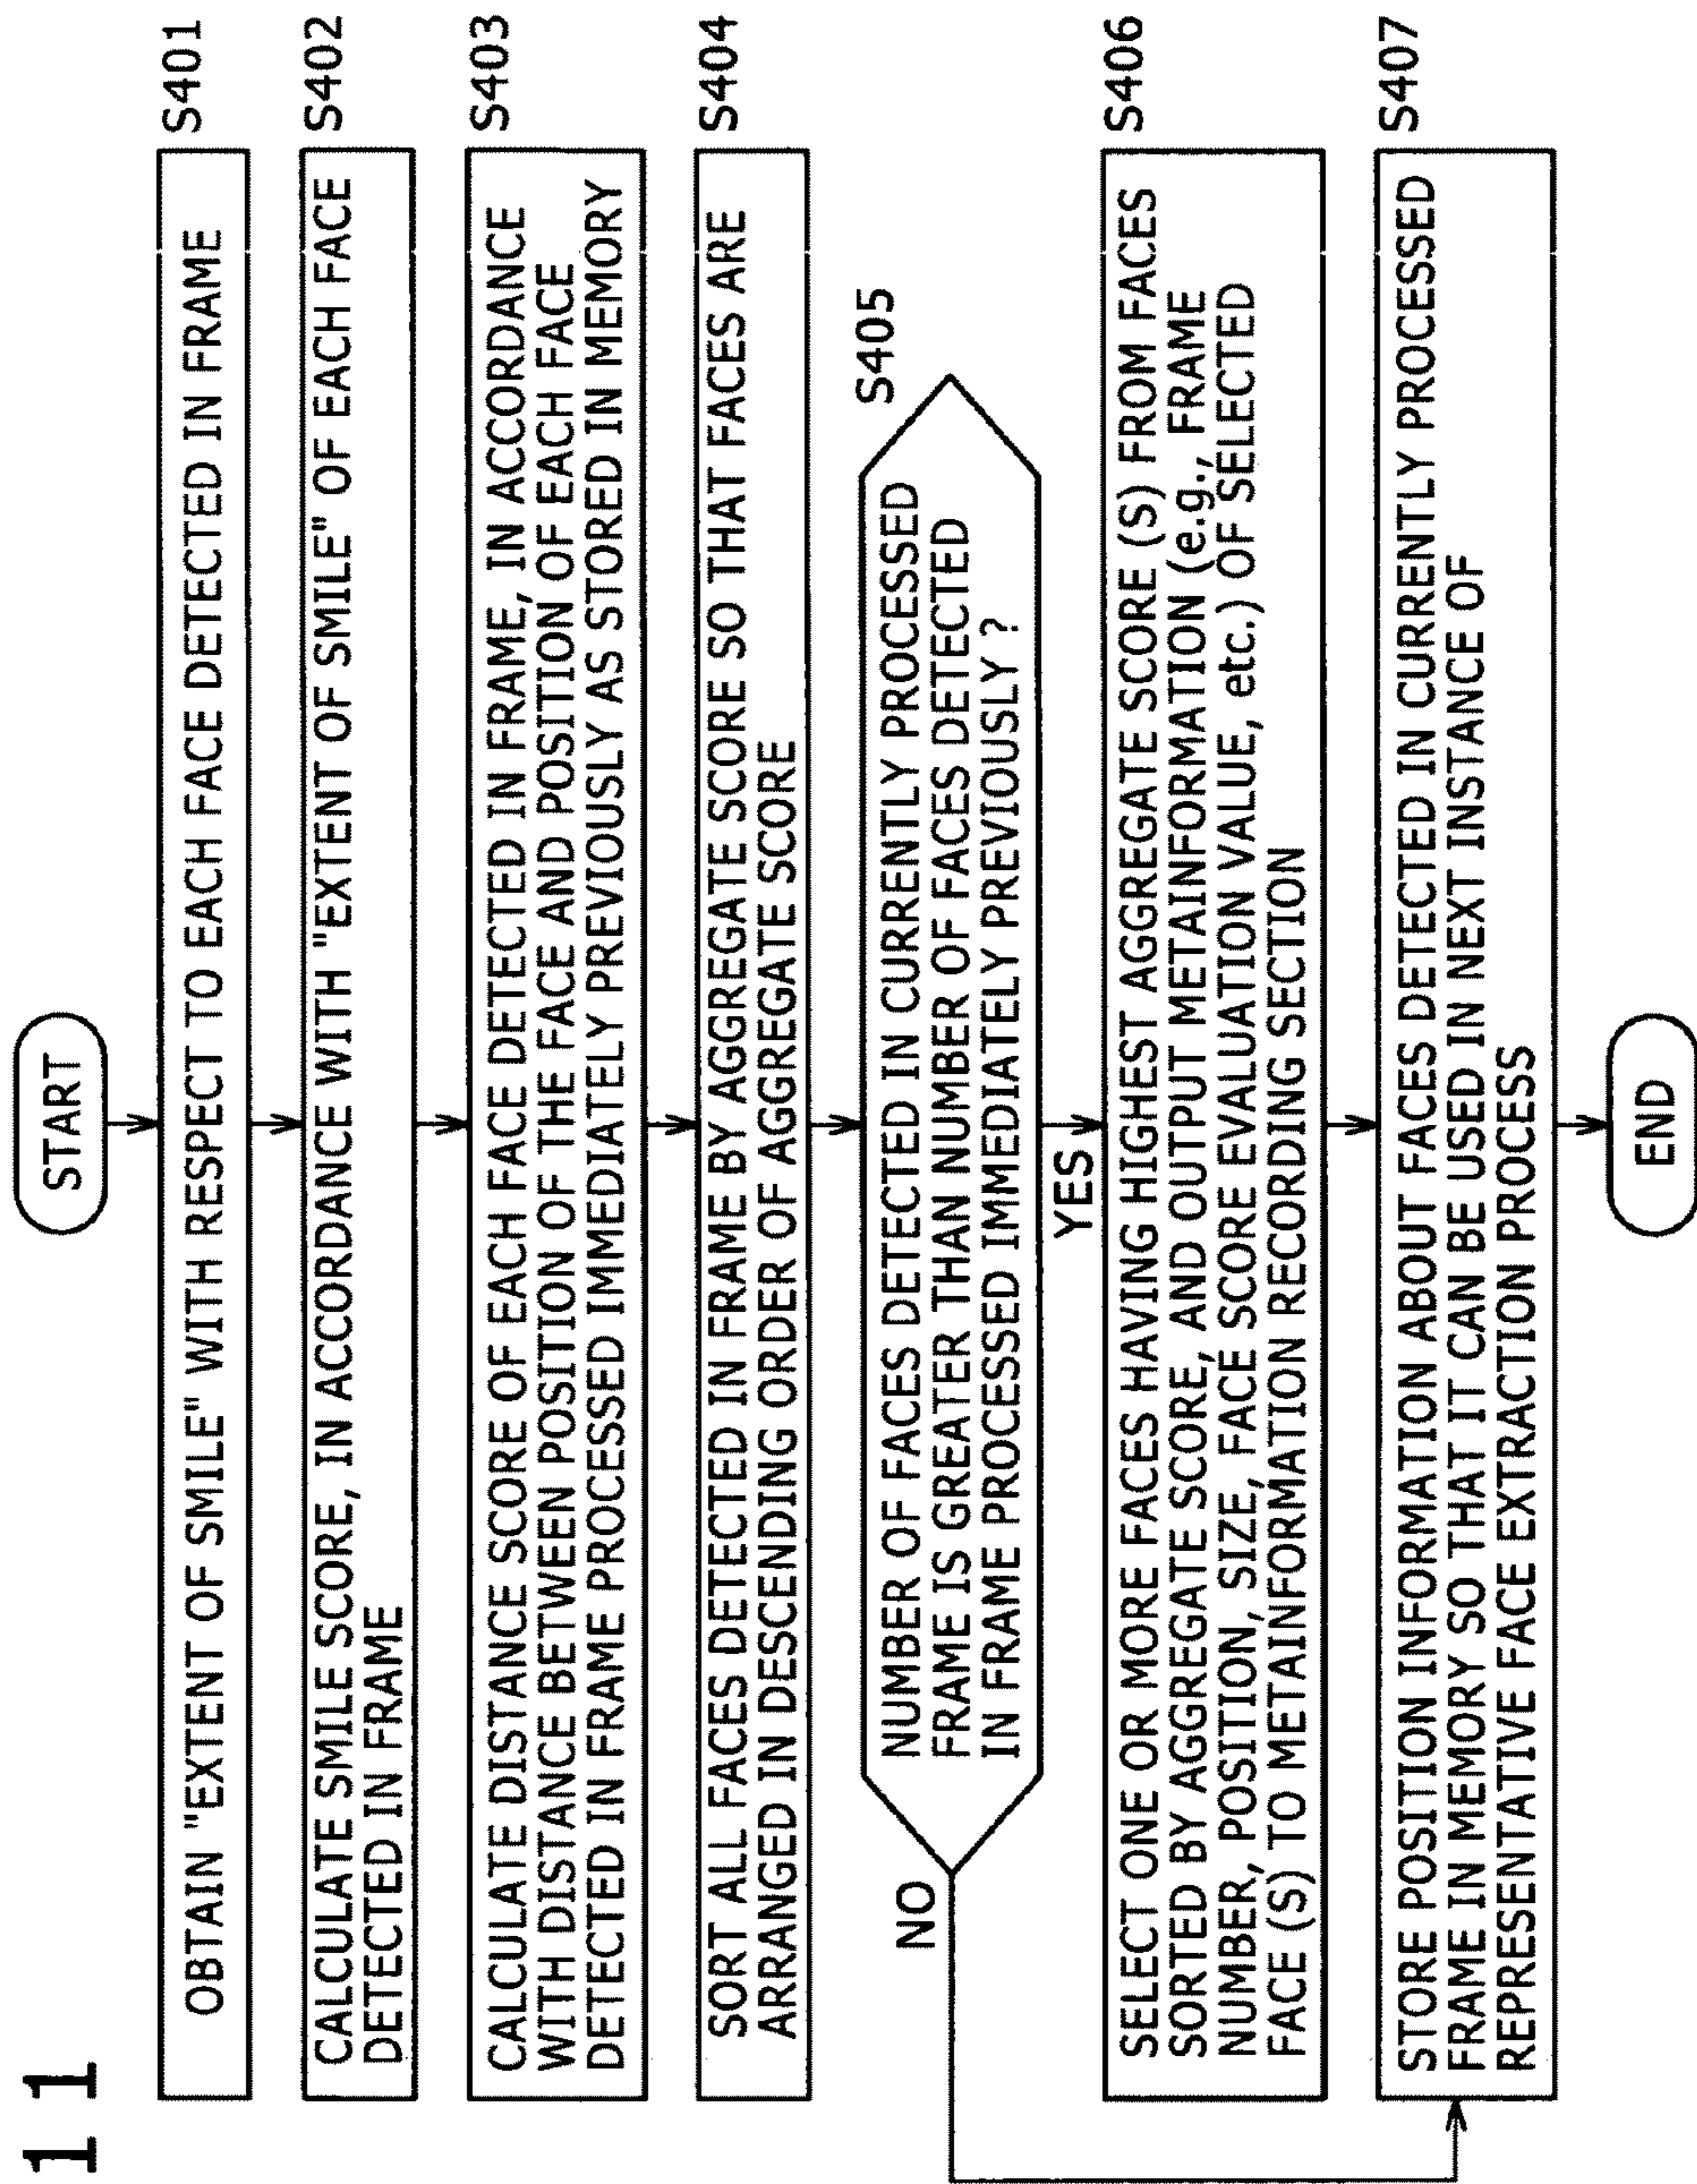 11
START
S401
OBTAIN "EXTENT OF SMILE" WITH RESPECT TO EACH FACE DETECTED IN FRAME
S402
CALCULATE SMILE SCORE, IN ACCORDANCE WITH "EXTENT OF SMILE" OF EACH FACE
DETECTED IN FRAME
S403
CALCULATE DISTANCE SCORE OF EACH FACE DETECTED IN FRAME, IN ACCORDANCE
WITH DISTANCE BETWEEN POSITION OF THE FACE AND POSITION OF EACH FACE
DETECTED IN FRAME PROCESSED IMMEDIATELY PREVIOUSLY AS STORED IN MEMORY
S404
SORT ALL FACES DETECTED IN FRAME BY AGGREGATE SCORE SO THAT FACES ARE
ARRANGED IN DESCENDING ORDER OF AGGREGATE SCORE
S405
NUMBER OF FACES DETECTED IN CURRENTLY PROCESSED
FRAME IS GREATER THAN NUMBER OF FACES DETECTED
IN FRAME PROCESSED IMMEDIATELY PREVIOUSLY ?
NO
YES
S406
SELECT ONE OR MORE FACES HAVING HIGHEST AGGREGATE SCORE (S) FROM FACES
SORTED BY AGGREGATE SCORE, AND OUTPUT METAINFORMATION (e.g., FRAME
NUMBER, POSITION, SIZE, FACE SCORE EVALUATION VALUE, etc.) OF SELECTED
FACE (S) TO METAINFORMATION RECORDING SECTION
S407
STORE POSITION INFORMATION ABOUT FACES DETECTED IN CURRENTLY PROCESSED
FRAME IN MEMORY SO THAT IT CAN BE USED IN NEXT INSTANCE OF
REPRESENTATIVE FACE EXTRACTION PROCESS
END